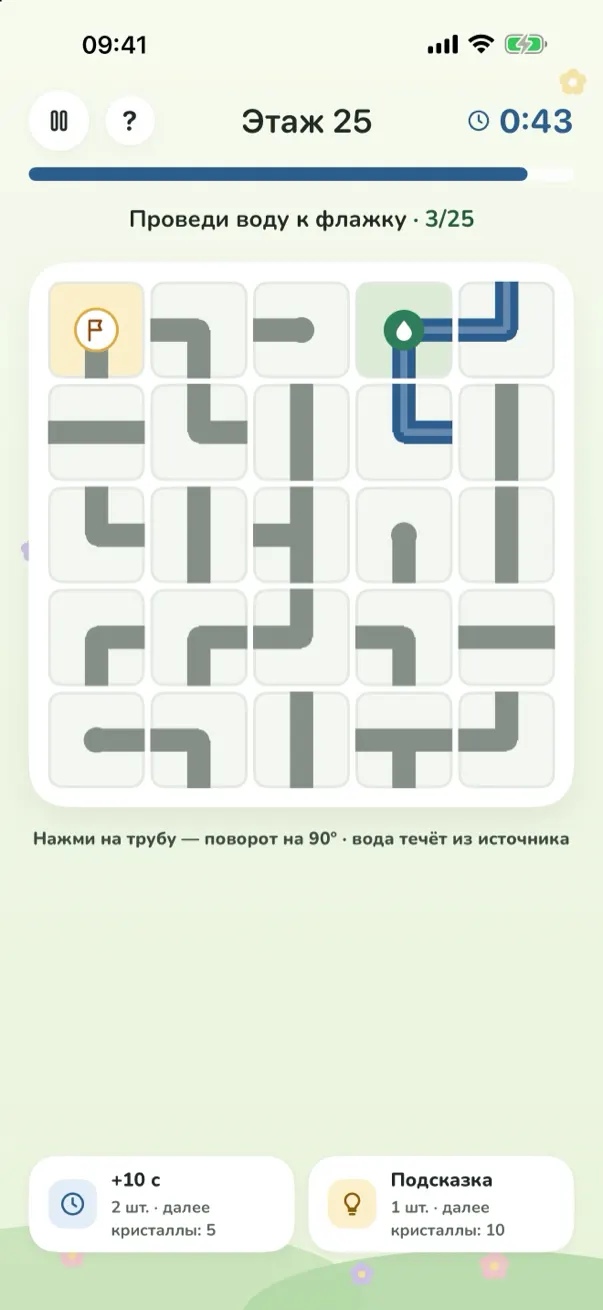 09:41
?
Этаж 25
0:43
Проведи воду к флажку · 3/25
Нажми на трубу — поворот на 90° · вода течёт из источника
+10 с
2 шт. · далее
кристаллы: 5
Подсказка
1 шт. · далее
кристаллы: 10